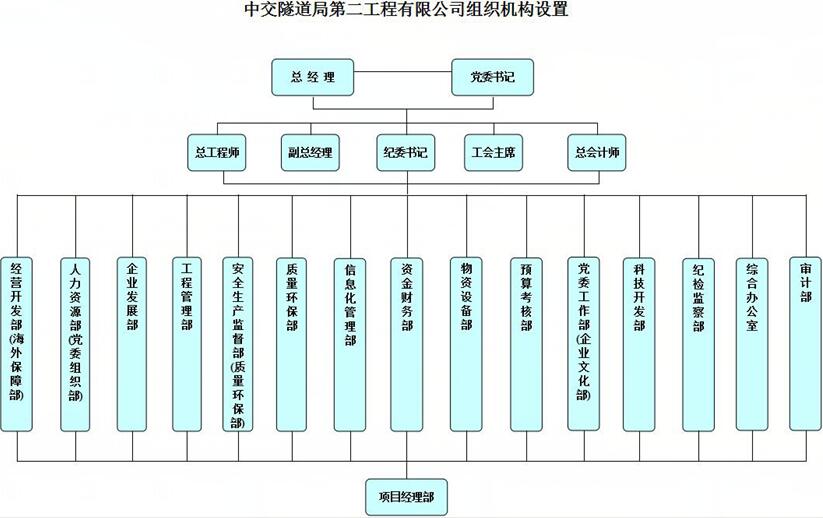 中交隧道局第二工程有限公司组织机构设置
总 经 理
党委书记
总工程师
副总经理
纪委书记
工会主席
总会计师
经营开发部(海外保障部)
人力资源部(党委组织部)
企业发展部
工程管理部
安全生产监督部(质量环保部)
质量环保部
信息化管理部
资金财务部
物资设备部
预算考核部
党委工作部(企业文化部)
科技开发部
纪检监察部
综合办公室
审计部
项目经理部